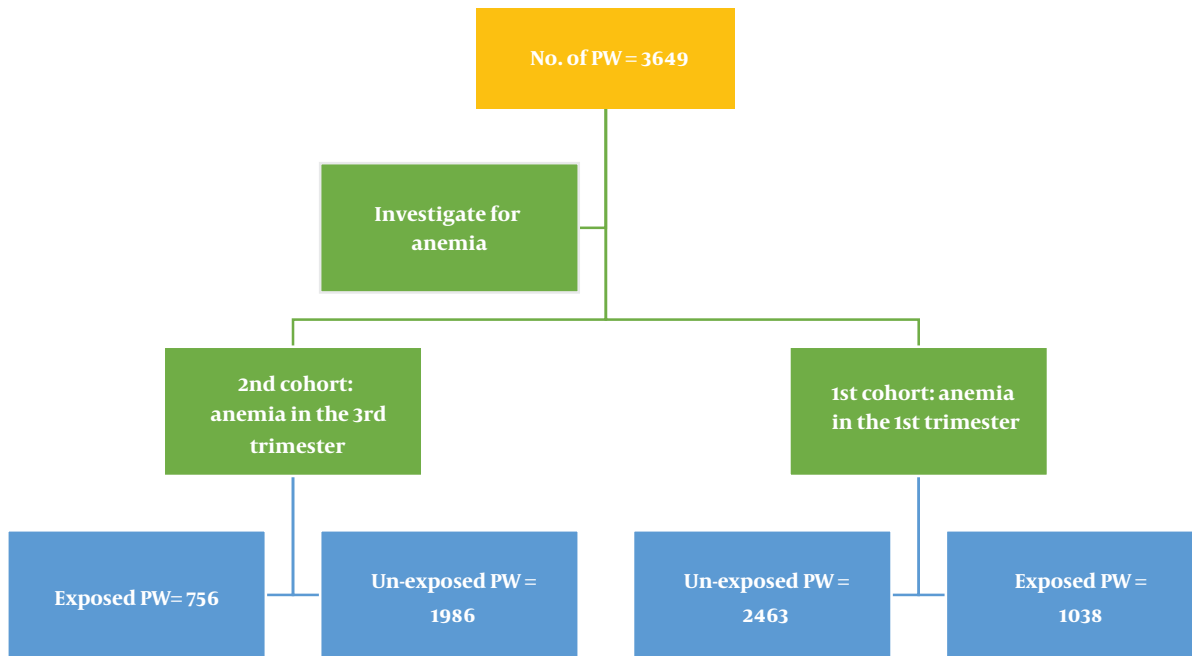 No. of PW = 3649
Investigate for
anemia
2nd cohort:
anemia in the 3rd
trimester
1st cohort: anemia
in the 1st trimester
Exposed PW= 756
Un-exposed PW =
1986
Un-exposed PW =
2463
Exposed PW =
1038